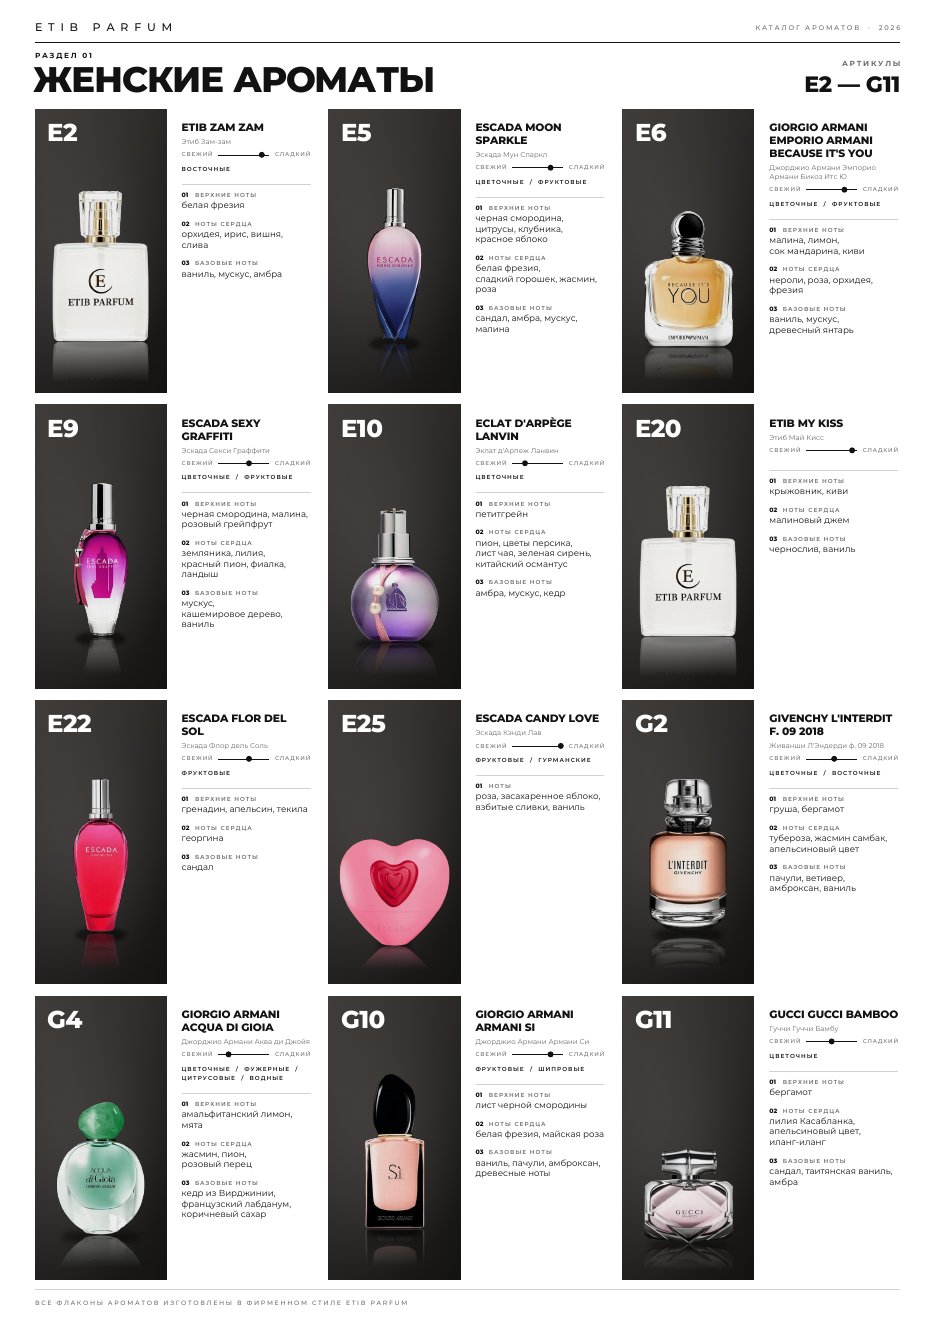 ETIB PARFUM
КАТАЛОГ АРОМАТОВ · 2026
РАЗДЕЛ 01
ЖЕНСКИЕ АРОМАТЫ
АРТИКУЛЫ
E2 — G11
E2
ETIB PARFUM
ETIB ZAM ZAM
Этиб Зам-зам
СВЕЖИЙ СЛАДКИЙ
ВОСТОЧНЫЕ
01 ВЕРХНИЕ НОТЫ
белая фрезия
02 НОТЫ СЕРДЦА
орхидея, ирис, вишня,
слива
03 БАЗОВЫЕ НОТЫ
ваниль, мускус, амбра
E5
ESCADA
MOON SPARKLE
ESCADA MOON
SPARKLE
Эскада Мун Спаркл
СВЕЖИЙ СЛАДКИЙ
ЦВЕТОЧНЫЕ / ФРУКТОВЫЕ
01 ВЕРХНИЕ НОТЫ
черная смородина,
цитрусы, клубника,
красное яблоко
02 НОТЫ СЕРДЦА
белая фрезия,
сладкий горошек, жасмин,
роза
03 БАЗОВЫЕ НОТЫ
сандал, амбра, мускус,
малина
E6
BECAUSE IT'S
YOU
EMPORIO ARMANI
GIORGIO ARMANI
EMPORIO ARMANI
BECAUSE IT'S YOU
Джорджио Армани Эмпорио
Армани Бикоз Итс Ю
СВЕЖИЙ СЛАДКИЙ
ЦВЕТОЧНЫЕ / ФРУКТОВЫЕ
01 ВЕРХНИЕ НОТЫ
малина, лимон,
сок мандарина, киви
02 НОТЫ СЕРДЦА
нероли, роза, орхидея,
фрезия
03 БАЗОВЫЕ НОТЫ
ваниль, мускус,
древесный янтарь
E9
ESCADA
SEXY GRAFFITI
ESCADA SEXY
GRAFFITI
Эскада Секси Граффити
СВЕЖИЙ СЛАДКИЙ
ЦВЕТОЧНЫЕ / ФРУКТОВЫЕ
01 ВЕРХНИЕ НОТЫ
черная смородина, малина,
розовый грейпфрут
02 НОТЫ СЕРДЦА
земляника, лилия,
красный пион, фиалка,
ландыш
03 БАЗОВЫЕ НОТЫ
мускус,
кашемировое дерево,
ваниль
E10
ECLAT D'ARPÈGE
LANVIN
Эклат д'Арпеж Ланвин
СВЕЖИЙ СЛАДКИЙ
ЦВЕТОЧНЫЕ
01 ВЕРХНИЕ НОТЫ
петитгрейн
02 НОТЫ СЕРДЦА
пион, цветы персика,
лист чая, зеленая сирень,
китайский османтус
03 БАЗОВЫЕ НОТЫ
амбра, мускус, кедр
E20
ETIB PARFUM
ETIB MY KISS
Этиб Май Кисс
СВЕЖИЙ СЛАДКИЙ
01 ВЕРХНИЕ НОТЫ
крыжовник, киви
02 НОТЫ СЕРДЦА
малиновый джем
03 БАЗОВЫЕ НОТЫ
чернослив, ваниль
E22
ESCADA
ESCADA FLOR DEL
SOL
Эскада Флор дель Соль
СВЕЖИЙ СЛАДКИЙ
ФРУКТОВЫЕ
01 ВЕРХНИЕ НОТЫ
гренадин, апельсин, текила
02 НОТЫ СЕРДЦА
георгина
03 БАЗОВЫЕ НОТЫ
сандал
E25
ESCADA
ESCADA CANDY LOVE
Эскада Кэнди Лав
СВЕЖИЙ СЛАДКИЙ
ФРУКТОВЫЕ / ГУРМАНСКИЕ
01 НОТЫ
роза, засахаренное яблоко,
взбитые сливки, ваниль
G2
L'INTERDIT
GIVENCHY
GIVENCHY L'INTERDIT
F. 09 2018
Живанши Л'Эндерди ф. 09 2018
СВЕЖИЙ СЛАДКИЙ
ЦВЕТОЧНЫЕ / ВОСТОЧНЫЕ
01 ВЕРХНИЕ НОТЫ
груша, бергамот
02 НОТЫ СЕРДЦА
тубероза, жасмин самбак,
апельсиновый цвет
03 БАЗОВЫЕ НОТЫ
пачули, ветивер,
амброксан, ваниль
G4
ACQUA
di Gioia
GIORGIO ARMANI
GIORGIO ARMANI
ACQUA DI GIOIA
Джорджио Армани Аква ди Джойя
СВЕЖИЙ СЛАДКИЙ
ЦВЕТОЧНЫЕ / ФУЖЕРНЫЕ /
ЦИТРУСОВЫЕ / ВОДНЫЕ
01 ВЕРХНИЕ НОТЫ
амальфитанский лимон,
мята
02 НОТЫ СЕРДЦА
жасмин, пион,
розовый перец
03 БАЗОВЫЕ НОТЫ
кедр из Вирджинии,
французский лабданум,
коричневый сахар
G10
Sì
GIORGIO ARMANI
GIORGIO ARMANI
ARMANI SI
Джорджио Армани Армани Си
СВЕЖИЙ СЛАДКИЙ
ФРУКТОВЫЕ / ШИПРОВЫЕ
01 ВЕРХНИЕ НОТЫ
лист черной смородины
02 НОТЫ СЕРДЦА
белая фрезия, майская роза
03 БАЗОВЫЕ НОТЫ
ваниль, пачули, амброксан,
древесные ноты
G11
GUCCI
GUCCI GUCCI BAMBOO
Гуччи Гуччи Бамбу
СВЕЖИЙ СЛАДКИЙ
ЦВЕТОЧНЫЕ
01 ВЕРХНИЕ НОТЫ
бергамот
02 НОТЫ СЕРДЦА
лилия Касабланка,
апельсиновый цвет,
иланг-иланг
03 БАЗОВЫЕ НОТЫ
сандал, таитянская ваниль,
амбра
ВСЕ ФЛАКОНЫ АРОМАТОВ ИЗГОТОВЛЕНЫ В ФИРМЕННОМ СТИЛЕ ETIB PARFUM